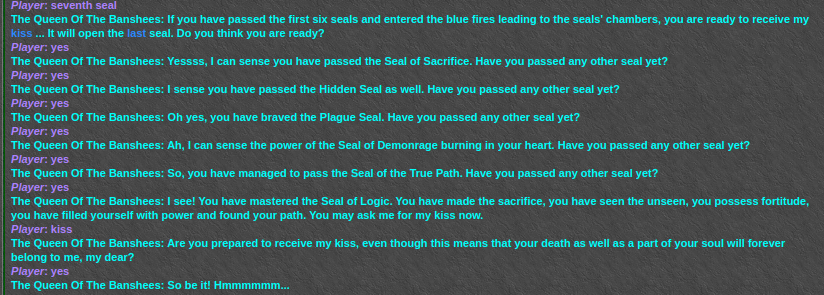 Player: seventh seal
The Queen Of The Banshees: If you have passed the first six seals and entered the blue fires leading to the seals' chambers, you are ready to receive my
kiss ... It will open the last seal. Do you think you are ready?
Player: yes
The Queen Of The Banshees: Yessss, I can sense you have passed the Seal of Sacrifice. Have you passed any other seal yet?
Player: yes
The Queen Of The Banshees: I sense you have passed the Hidden Seal as well. Have you passed any other seal yet?
Player: yes
The Queen Of The Banshees: Oh yes, you have braved the Plague Seal. Have you passed any other seal yet?
Player: yes
The Queen Of The Banshees: Ah, I can sense the power of the Seal of Demonrage burning in your heart. Have you passed any other seal yet?
Player: yes
The Queen Of The Banshees: So, you have managed to pass the Seal of the True Path. Have you passed any other seal yet?
Player: yes
The Queen Of The Banshees: I see! You have mastered the Seal of Logic. You have made the sacrifice, you have seen the unseen, you possess fortitude,
you have filled yourself with power and found your path. You may ask me for my kiss now.
Player: kiss
The Queen Of The Banshees: Are you prepared to receive my kiss, even though this means that your death as well as a part of your soul will forever
belong to me, my dear?
Player: yes
The Queen Of The Banshees: So be it! Hmmmmmm...